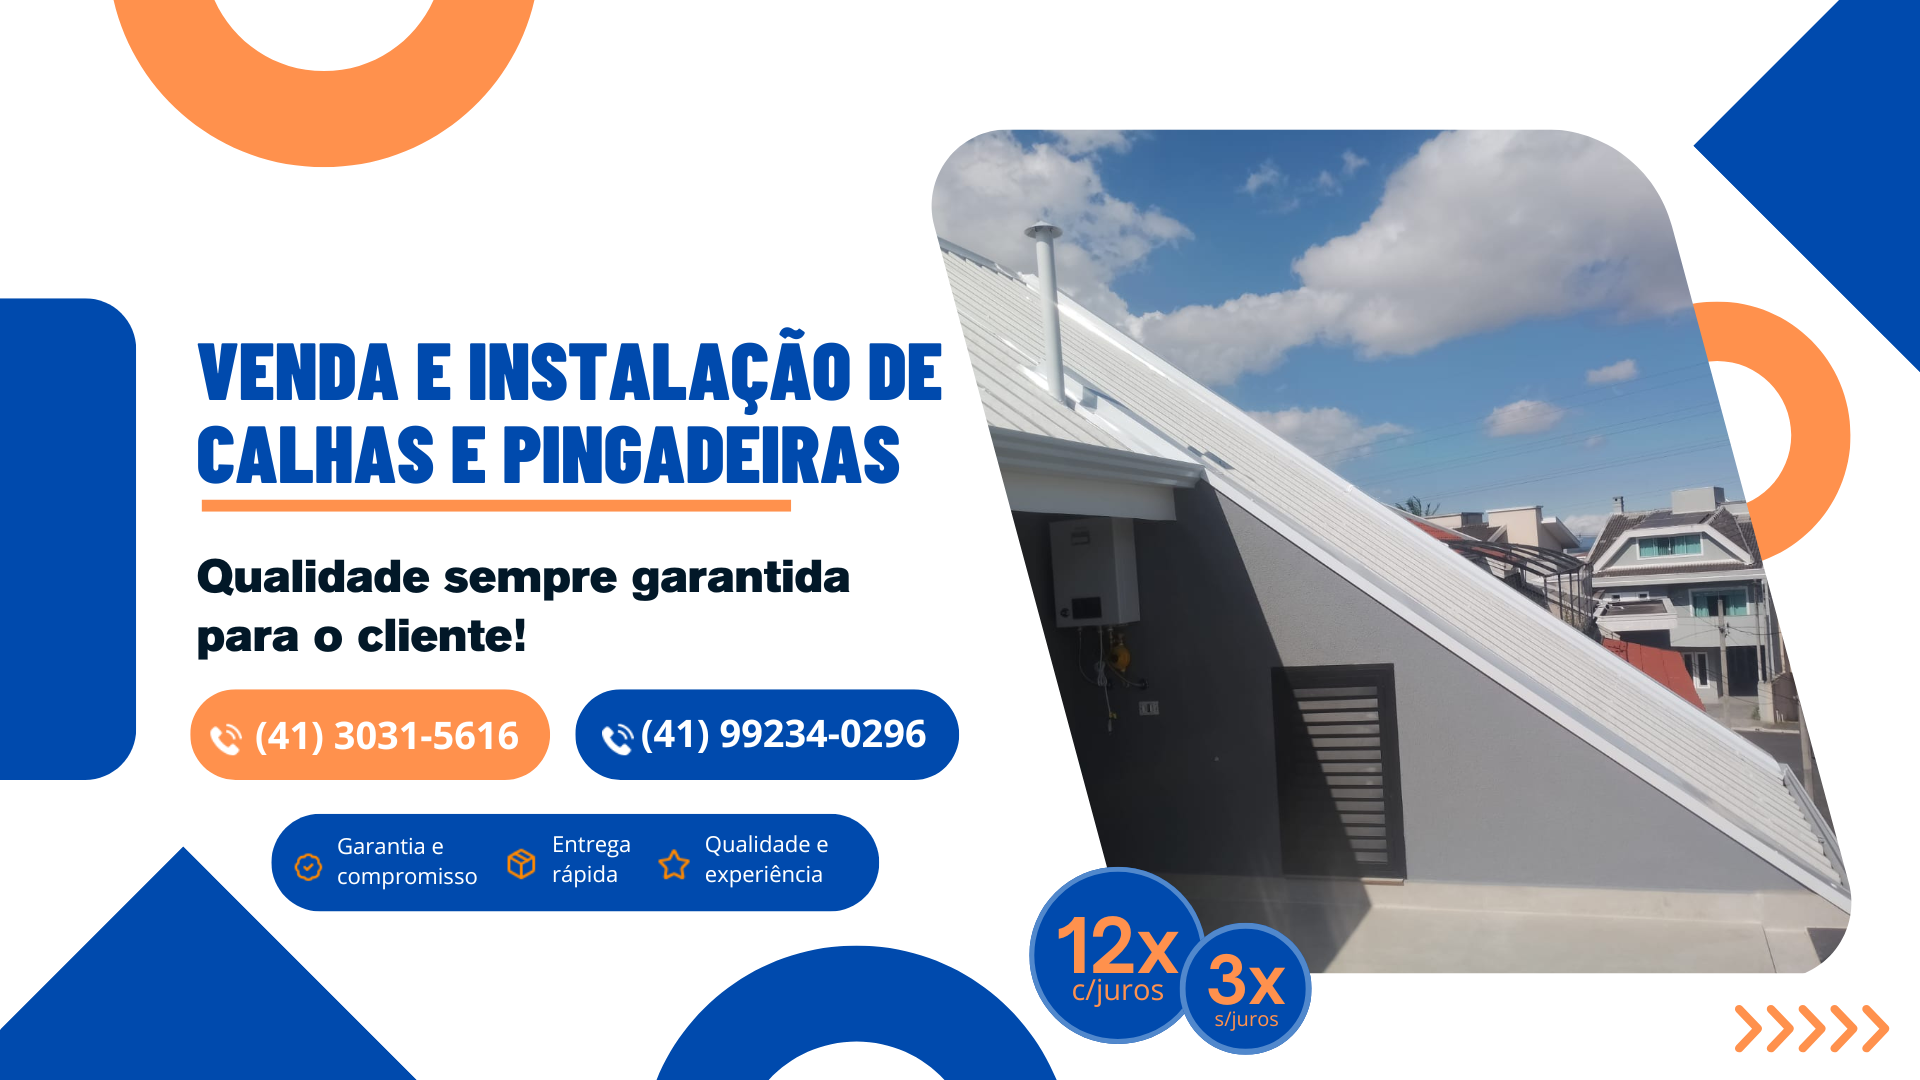 VENDA E INSTALAÇÃO DE
CALHAS E PINGADEIRAS
Qualidade sempre garantida
para o cliente!
(41) 3031-5616
(41) 99234-0296
Garantia e
compromisso
Entrega
rápida
Qualidade e
experiência
12x
c/juros
3x
s/juros